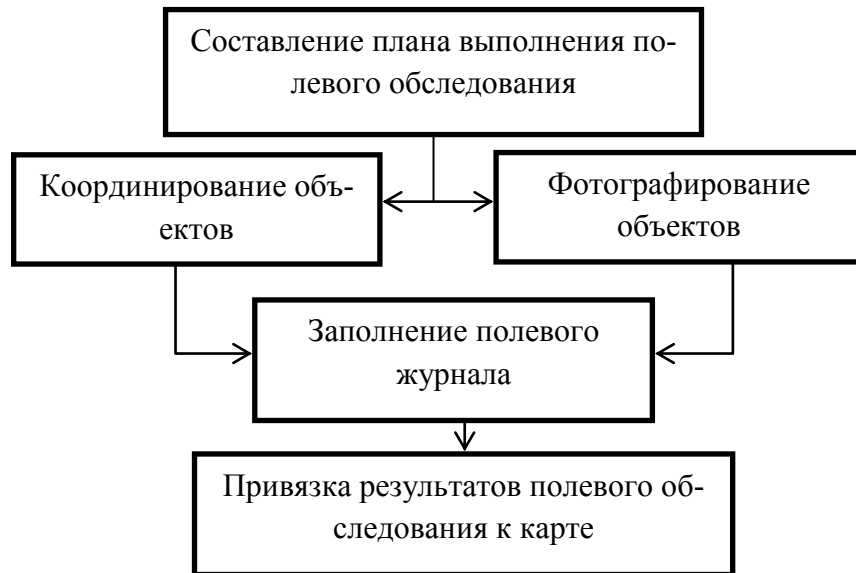 Составление плана выполнения по-
левого обследования
Координирование объ-
ектов
Фотографирование
объектов
Заполнение полевого
журнала
Привязка результатов полевого об-
следования к карте